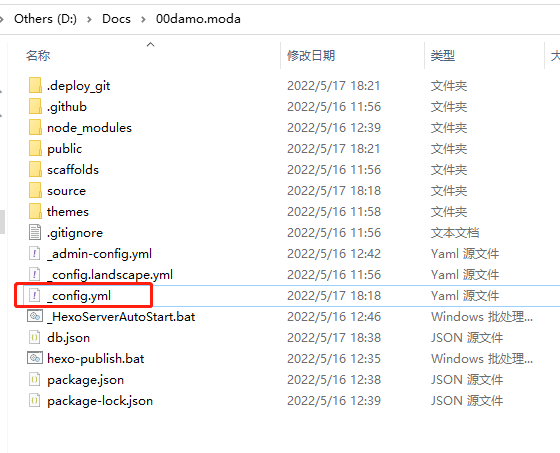 Others (D:) › Docs › 00damo.moda
名称 修改日期 类型
.deploy_git 2022/5/17 18:21 文件夹
.github 2022/5/16 11:56 文件夹
node_modules 2022/5/16 12:39 文件夹
public 2022/5/17 18:21 文件夹
scaffolds 2022/5/16 11:56 文件夹
source 2022/5/17 18:18 文件夹
themes 2022/5/16 11:58 文件夹
.gitignore 2022/5/16 11:56 文本文档
_admin-config.yml 2022/5/16 12:42 Yaml 源文件
_config.landscape.yml 2022/5/16 11:56 Yaml 源文件
_config.yml 2022/5/17 18:18 Yaml 源文件
_HexoServerAutoStart.bat 2022/5/16 12:46 Windows 批处理...
db.json 2022/5/17 18:38 JSON 源文件
hexo-publish.bat 2022/5/16 12:35 Windows 批处理...
package.json 2022/5/16 12:38 JSON 源文件
package-lock.json 2022/5/16 12:39 JSON 源文件